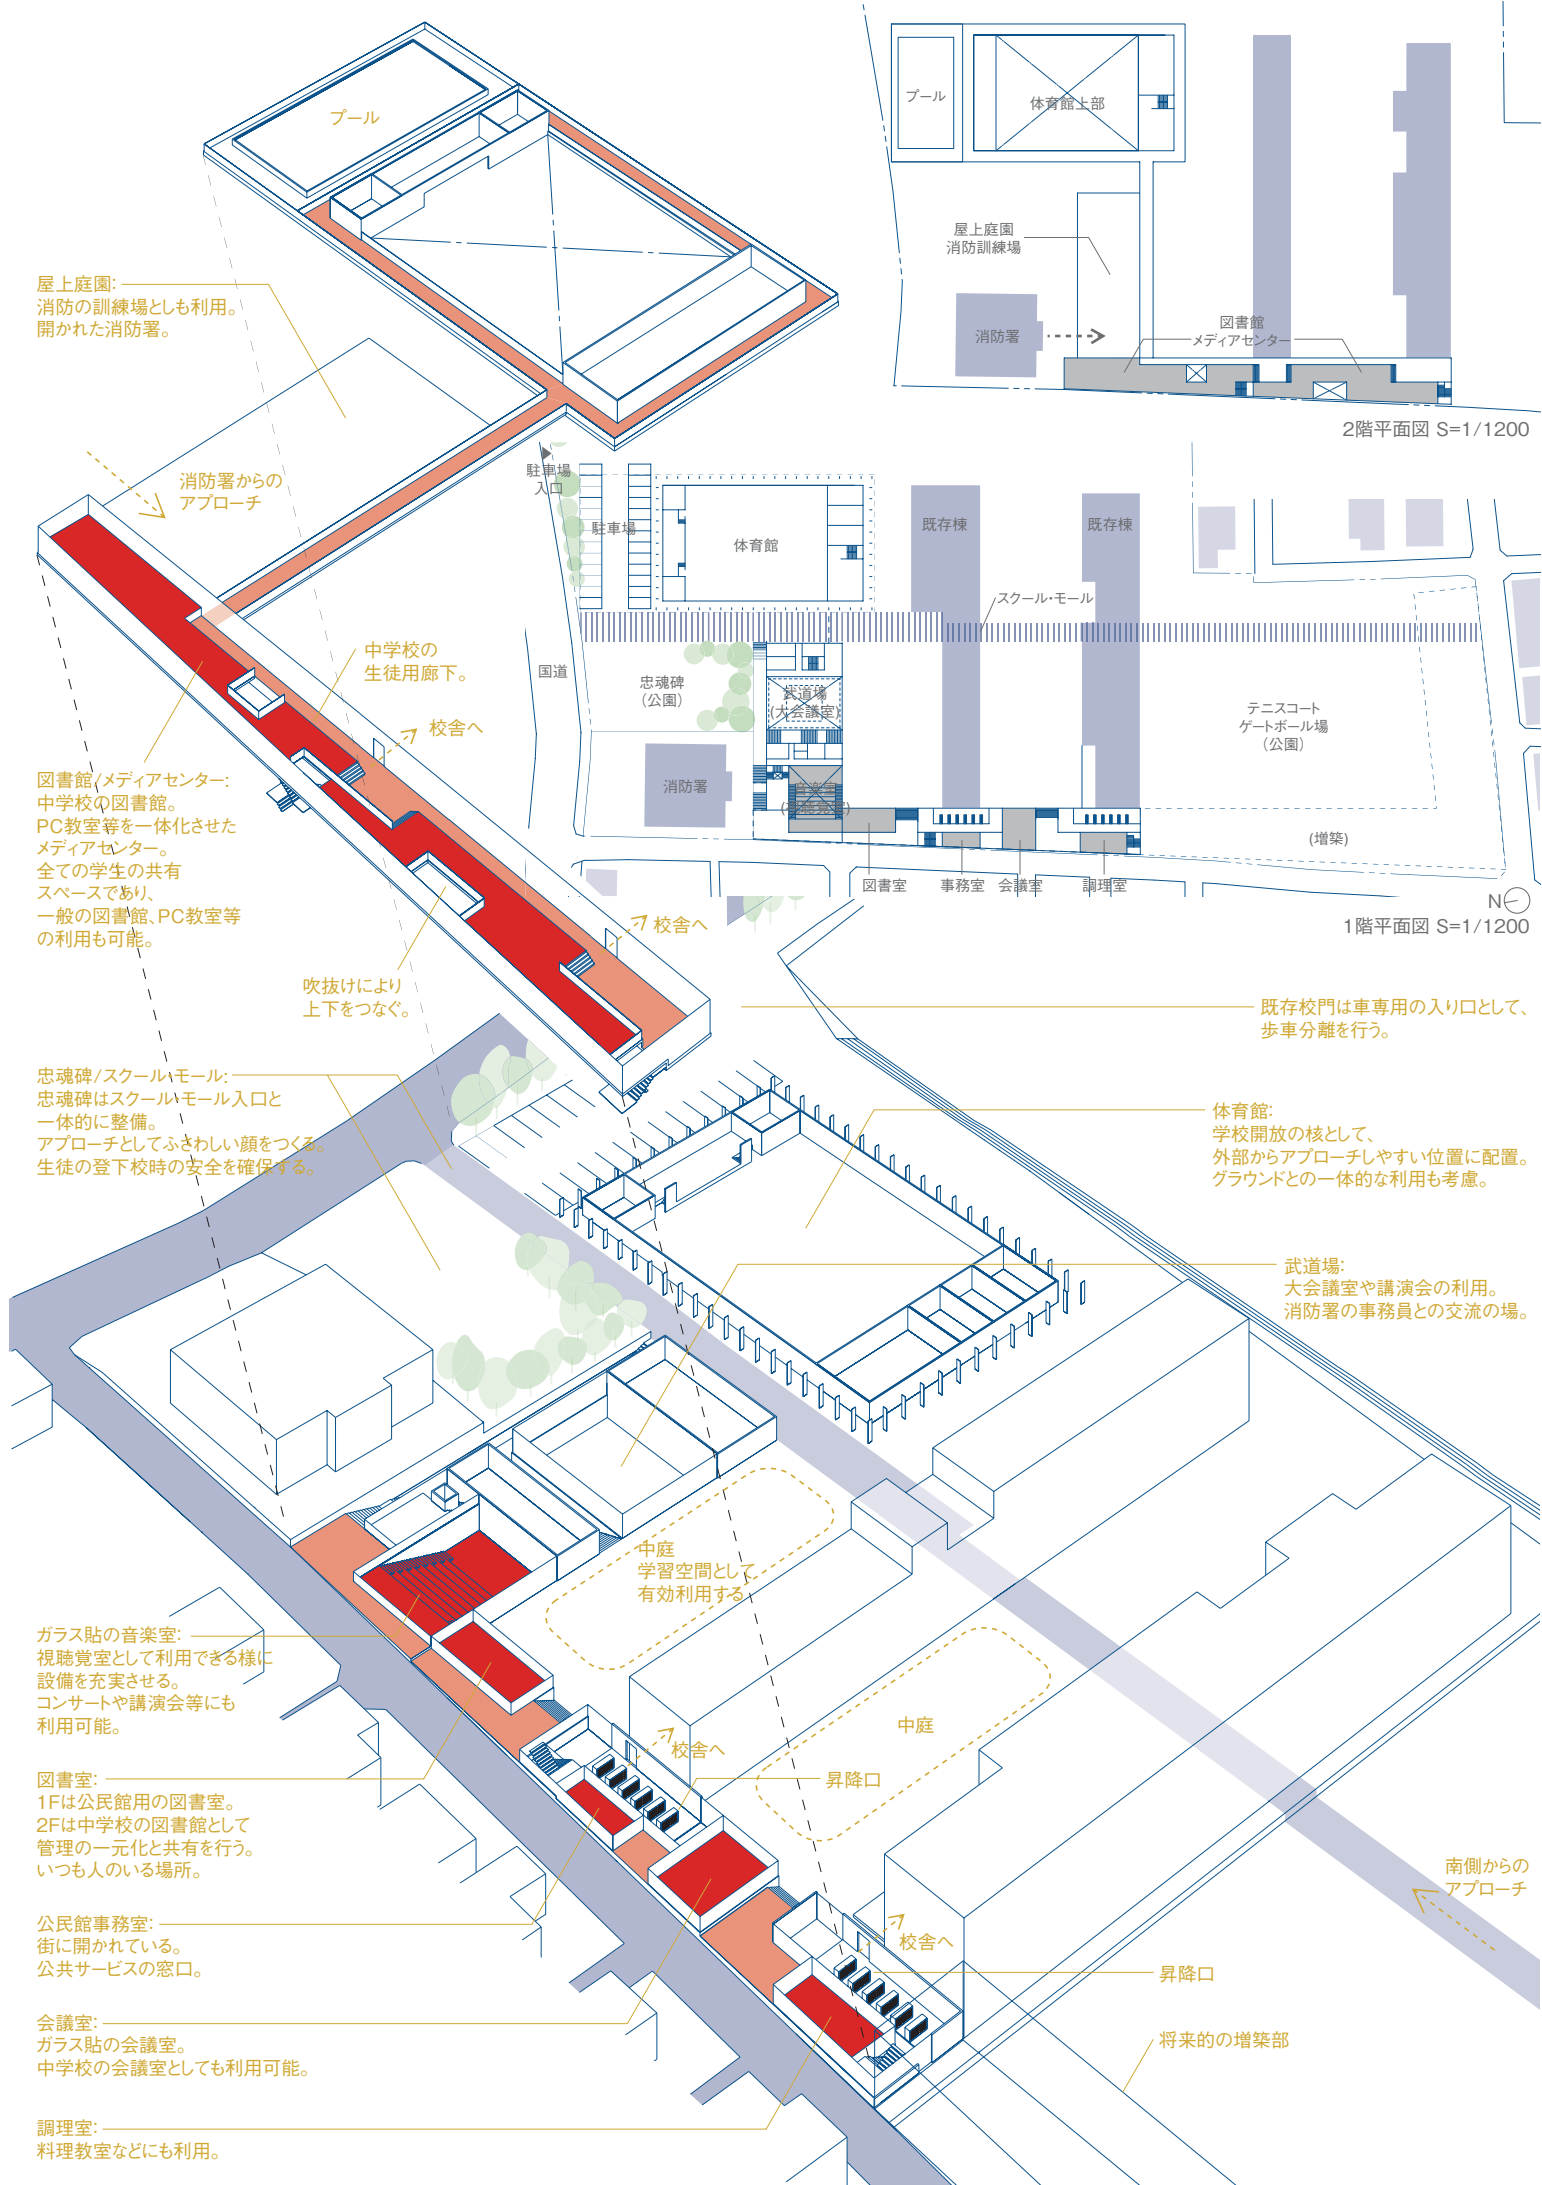 プール
屋上庭園:
消防の訓練場としも利用。
開かれた消防署。
消防署からの
アプローチ
中学校の
生徒用廊下。
校舎へ
図書館/メディアセンター:
中学校の図書館。
PC教室等を一体化させた
メディアセンター。
全ての学生の共有
スペースであり、
一般の図書館、PC教室等
の利用も可能。
校舎へ
吹抜けにより
上下をつなぐ。
プール
体育館上部
屋上庭園
消防訓練場
消防署
図書館
メディアセンター
2階平面図 S=1/1200
駐車場
入口
駐車場
体育館
既存棟
既存棟
スクール・モール
国道
忠魂碑
(公園)
武道場
(大会議室)
テニスコート
ゲートボール場
(公園)
消防署
音楽室
(増築)
図書室
事務室
会議室
調理室
N
1階平面図 S=1/1200
既存校門は車専用の入り口として、
歩車分離を行う。
忠魂碑/スクール・モール:
忠魂碑はスクール・モール入口と
一体的に整備。
アプローチとしてふさわしい顔をつくる。
生徒の登下校時の安全を確保する。
体育館:
学校開放の核として、
外部からアプローチしやすい位置に配置。
グラウンドとの一体的な利用も考慮。
武道場:
大会議室や講演会の利用。
消防署の事務員との交流の場。
中庭
学習空間として
有効利用する
ガラス貼の音楽室:
視聴覚室として利用できる様に
設備を充実させる。
コンサートや講演会等にも
利用可能。
中庭
校舎へ
昇降口
図書室:
1Fは公民館用の図書室。
2Fは中学校の図書館として
管理の一元化と共有を行う。
いつも人のいる場所。
南側からの
アプローチ
公民館事務室:
街に開かれている。
公共サービスの窓口。
校舎へ
昇降口
会議室:
ガラス貼の会議室。
中学校の会議室としても利用可能。
将来的の増築部
調理室:
料理教室などにも利用。